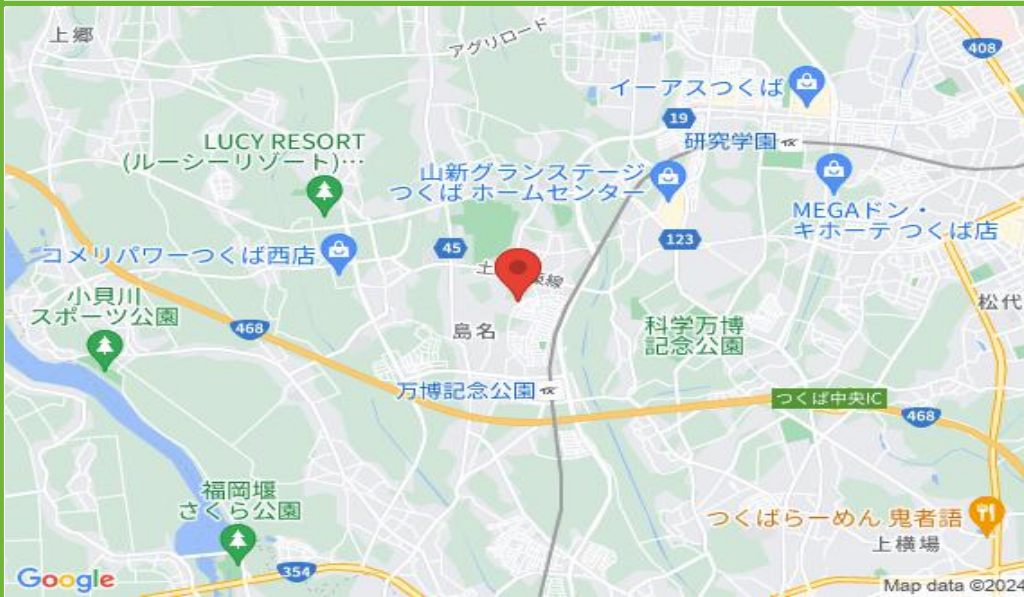 上郷
アグリロード
408
イーアスつくば
19
研究学園
LUCY RESORT
(ルーシーリゾート)…
山新グランステージ
つくば ホームセンター
MEGAドン・
キホーテ つくば店
45
123
コメリパワーつくば西店
土
線
小貝川
スポーツ公園
松代
468
島名
科学万博
記念公園
万博記念公園
つくば中央IC
468
福岡堰
さくら公園
つくばらーめん 鬼者語
上横場
354
Google
Map data ©2024